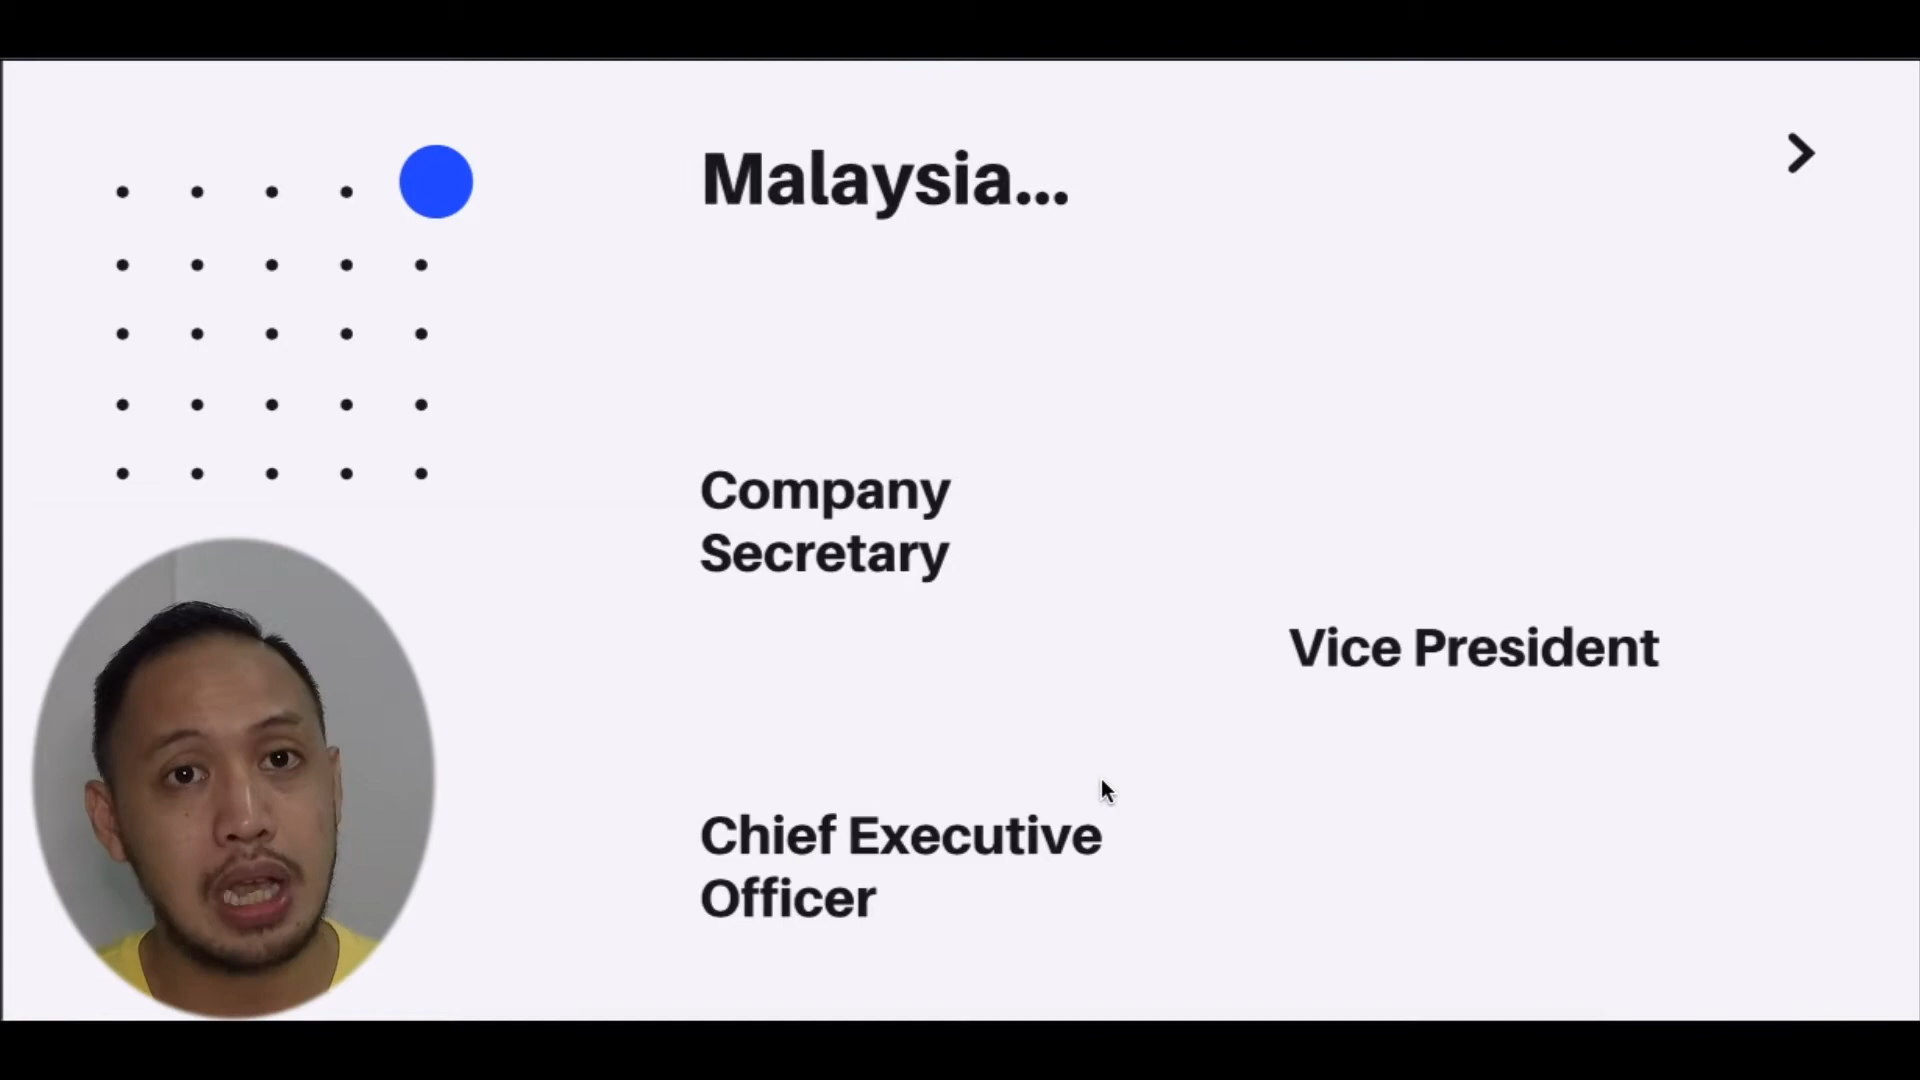 Malaysia...
Company
Secretary
Vice President
Chief Executive
Officer